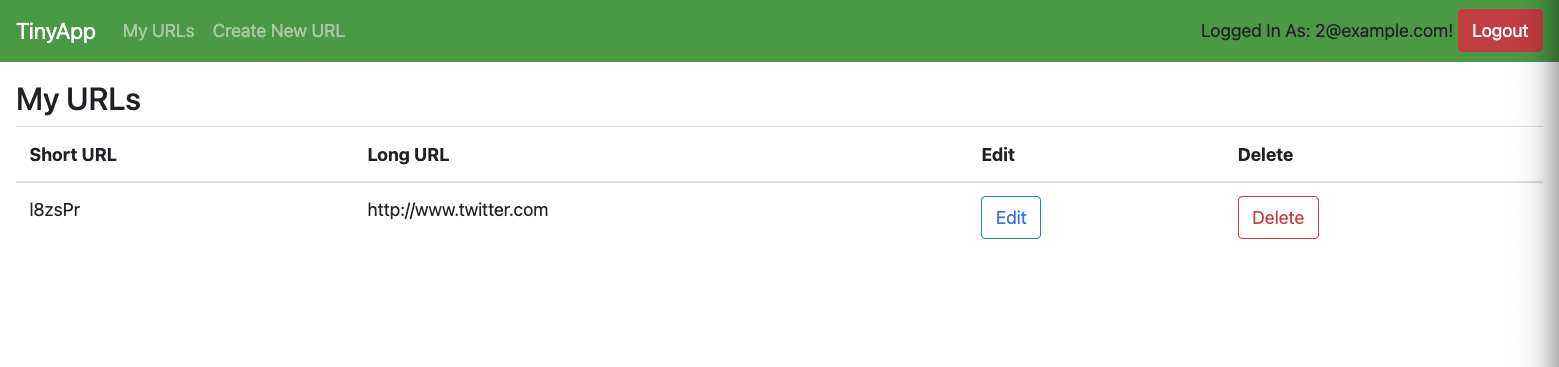 TinyApp My URLs Create New URL Logged In As: 2@example.com! Logout
My URLs
Short URL Long URL Edit Delete
l8zsPr http://www.twitter.com Edit Delete